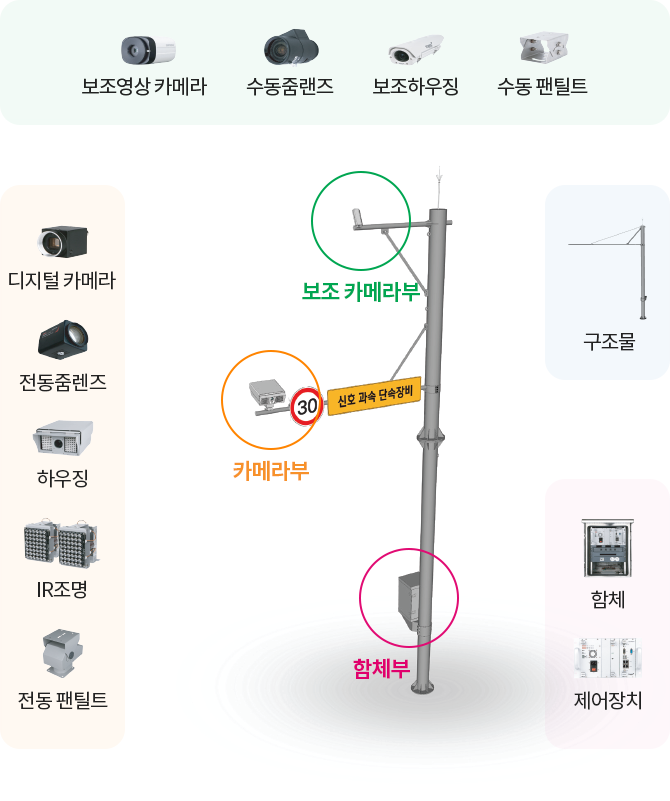 보조영상 카메라
수동줌랜즈
보조하우징
수동 팬틸트
디지털 카메라
전동줌렌즈
하우징
IR조명
전동 팬틸트
보조 카메라부
30
신호 과속 단속장비
카메라부
함체부
구조물
함체
제어장치